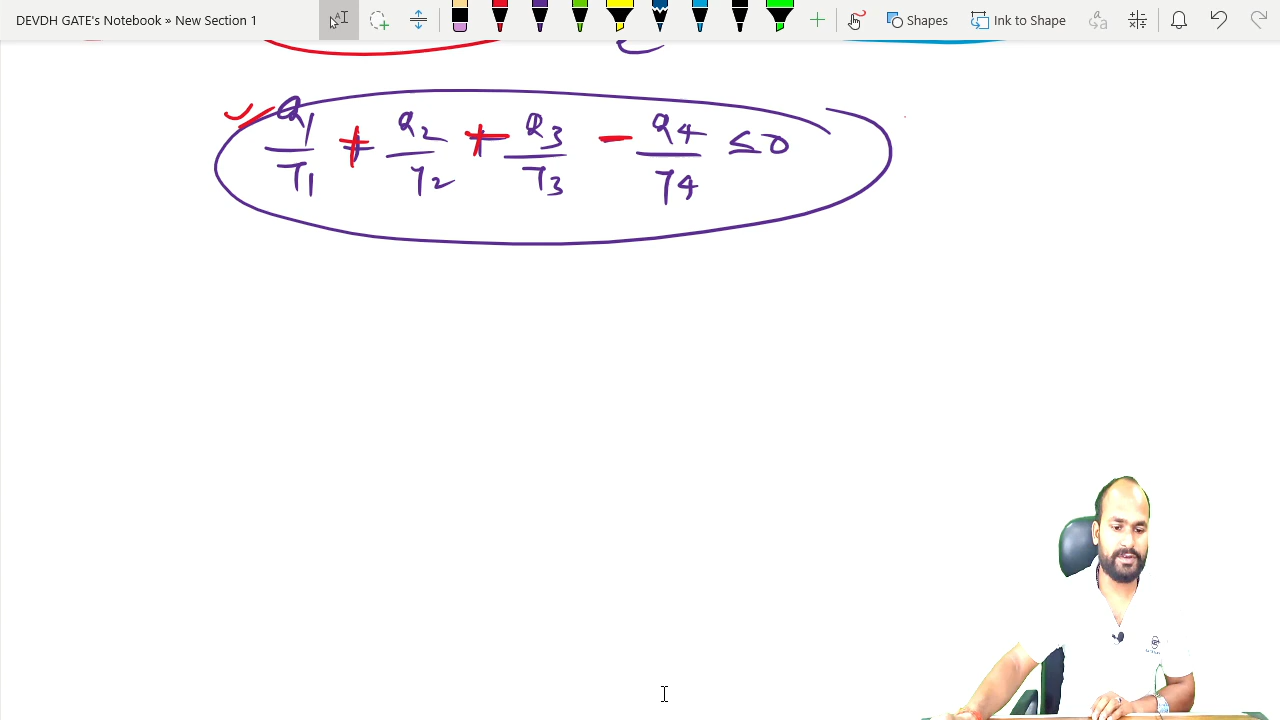 DEVDH GATE's Notebook » New Section 1
Shapes
Ink to Shape
Q1/T1 + Q2/T2 + Q3/T3 - Q4/T4 ≤ 0